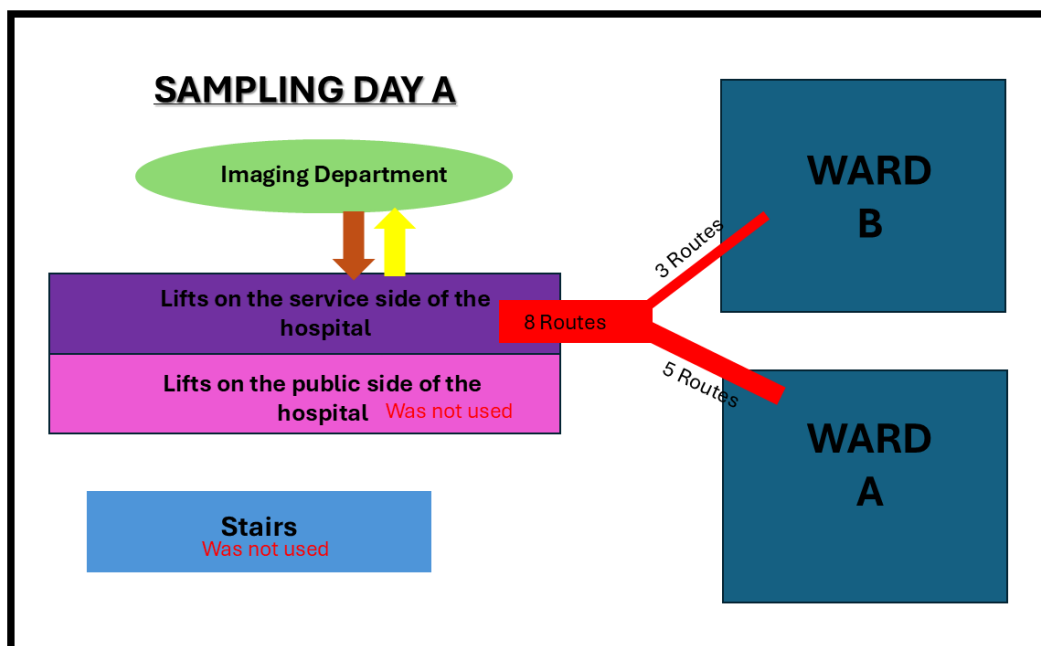 SAMPLING DAY A
Imaging Department
Lifts on the service side of the
hospital
8 Routes
Lifts on the public side of the
hospital Was not used
Stairs
Was not used
3 Routes
5 Routes
WARD
B
WARD
A